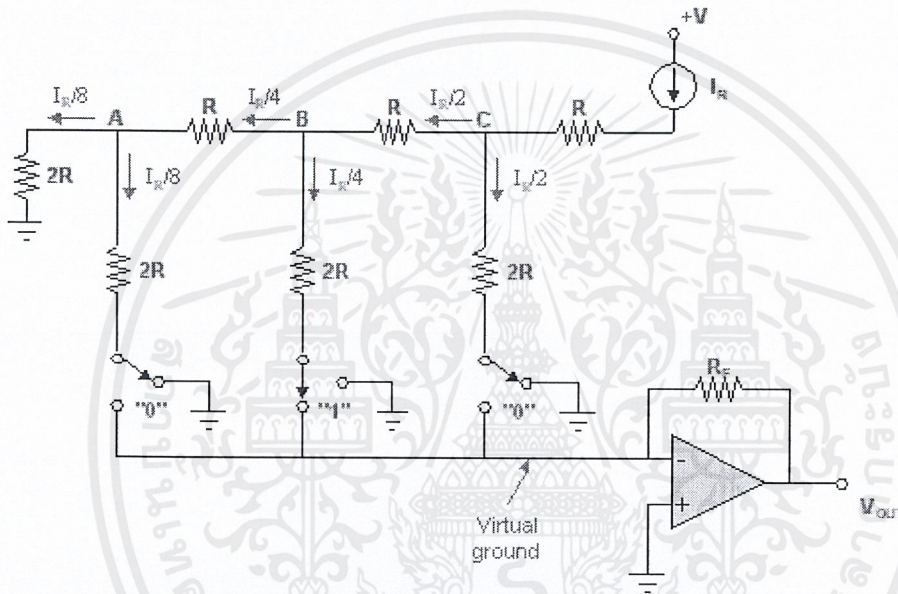 +V
I_R
I_R/8
A
R
I_R/4
B
R
I_R/2
C
R
2R
I_R/8
I_R/4
I_R/2
2R
2R
2R
"0"
"1"
"0"
R_F
-
+
V_OUT
Virtual
ground